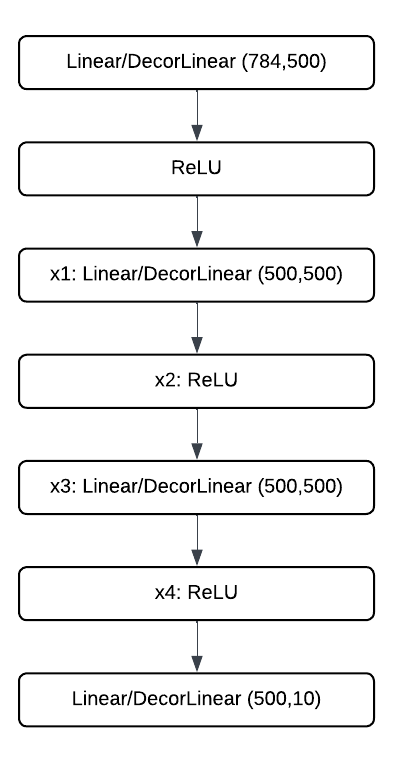 Linear/DecorLinear (784,500)
ReLU
x1: Linear/DecorLinear (500,500)
x2: ReLU
x3: Linear/DecorLinear (500,500)
x4: ReLU
Linear/DecorLinear (500,10)